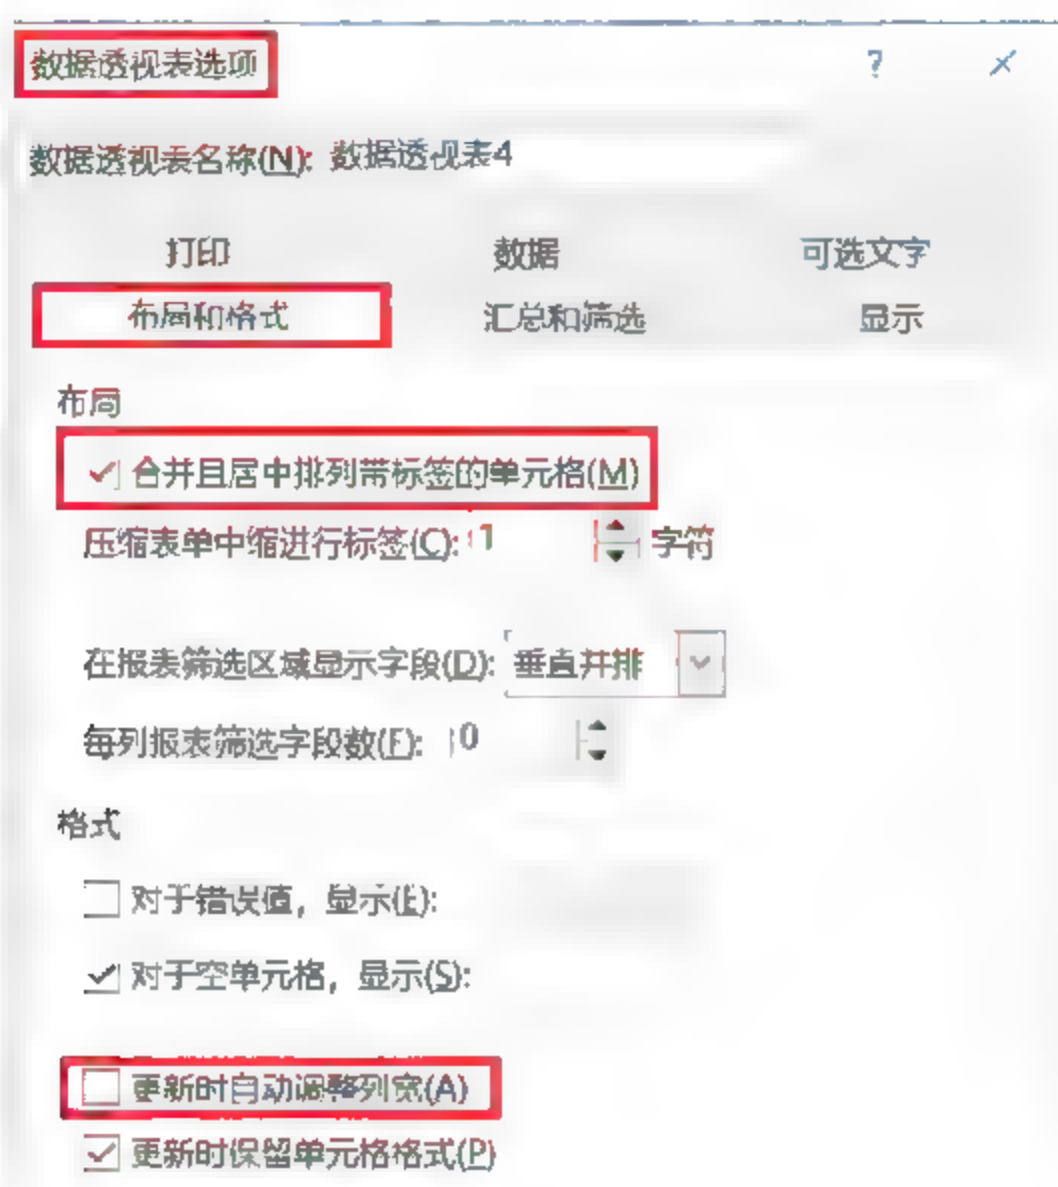 数据透视表选项 ?
数据透视表名称(N): 数据透视表4
打印 数据 可选文字
布局和格式 汇总和筛选 显示
布局
合并且居中排列带标签的单元格(M)
压缩表单中缩进行标签(C): 1 字符
在报表筛选区域显示字段(D): 垂直并排
每列报表筛选字段数(F): 0
格式
对于错误值，显示(E):
对于空单元格，显示(S):
更新时自动调整列宽(A)
更新时保留单元格格式(P)